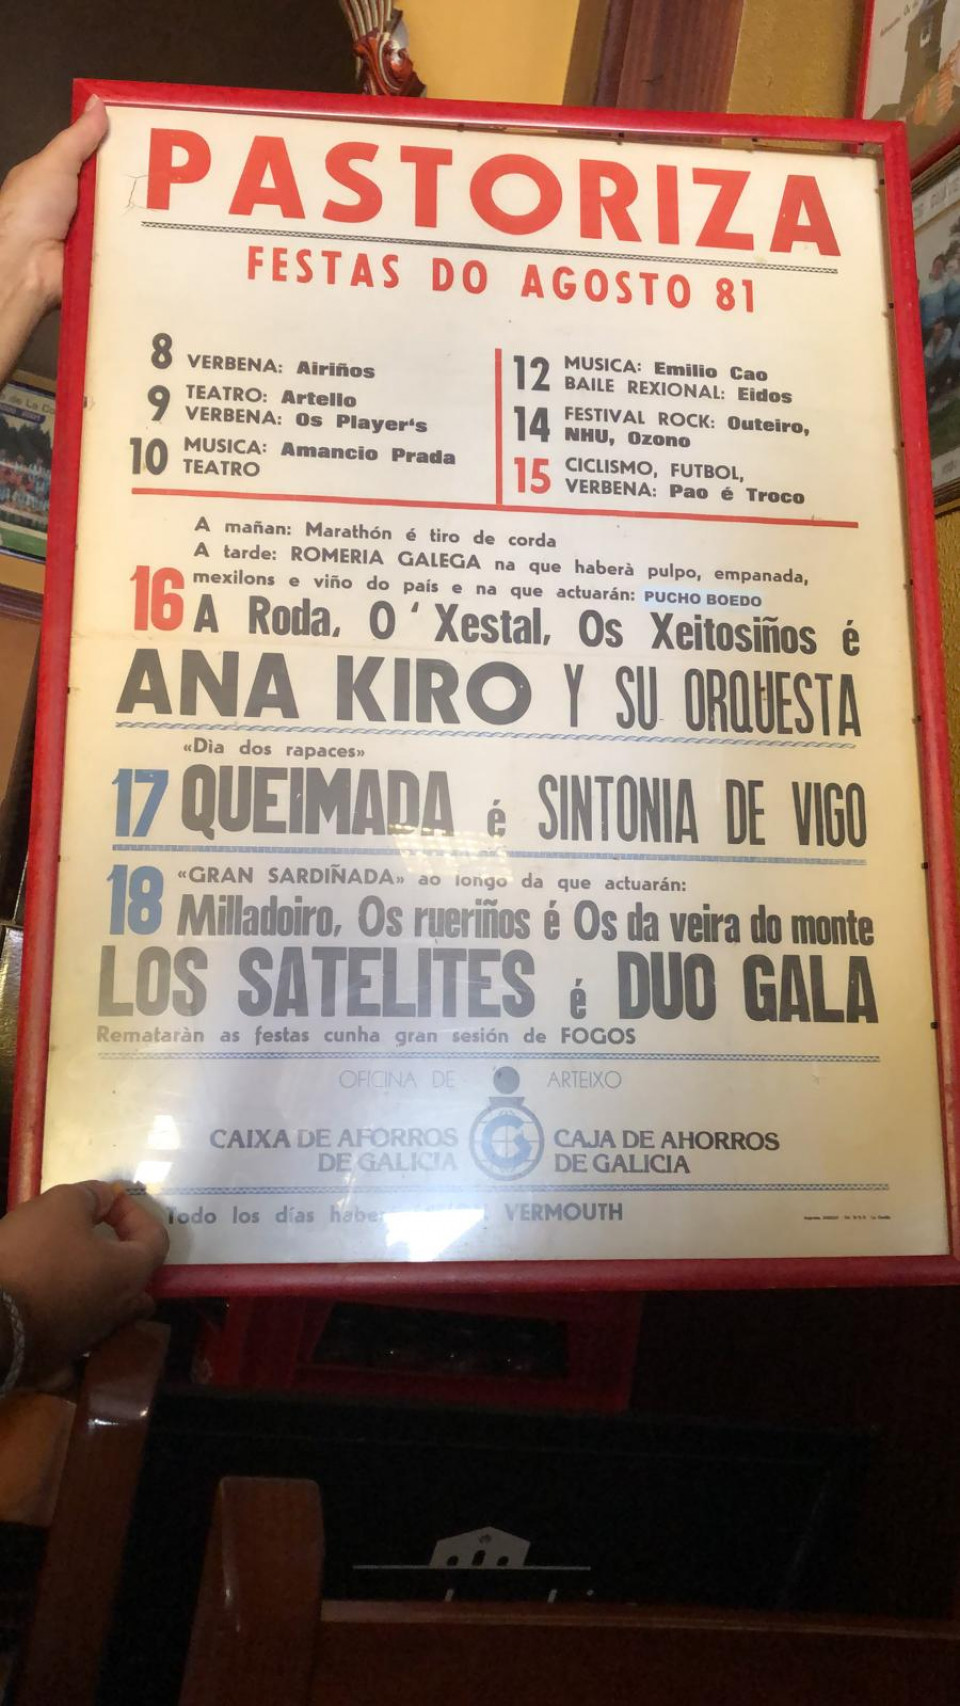 PASTORIZA
FESTAS DO AGOSTO 81
8 VERBENA: Airiños
9 TEATRO: Artello
VERBENA: Os Player's
10 MUSICA: Amancio Prada
TEATRO
12 MUSICA: Emilio Cao
BAILE REXIONAL: Eidos
14 FESTIVAL ROCK: Outeiro,
NHU, Ozono
15 CICLISMO, FUTBOL,
VERBENA: Pao é Troco
A mañan: Marathón é tiro de corda
A tarde: ROMERIA GALEGA na que haberà pulpo, empanada,
mexilons e viño do país e na que actuarán: PUCHO BOEDO
16 A Roda, O'Xestal, Os Xeitosiños é
ANA KIRO Y SU ORQUESTA
«Dìa dos rapaces»
17 QUEIMADA é SINTONIA DE VIGO
18 «GRAN SARDIÑADA» ao longo da que actuarán:
Milladoiro, Os rueriños é Os da veira do monte
LOS SATELITES é DUO GALA
Remataràn as festas cunha gran sesión de FOGOS
OFICINA DE ARTEIXO
CAIXA DE AFORROS
DE GALICIA
CAJA DE AHORROS
DE GALICIA
Todo los días VERMOUTH